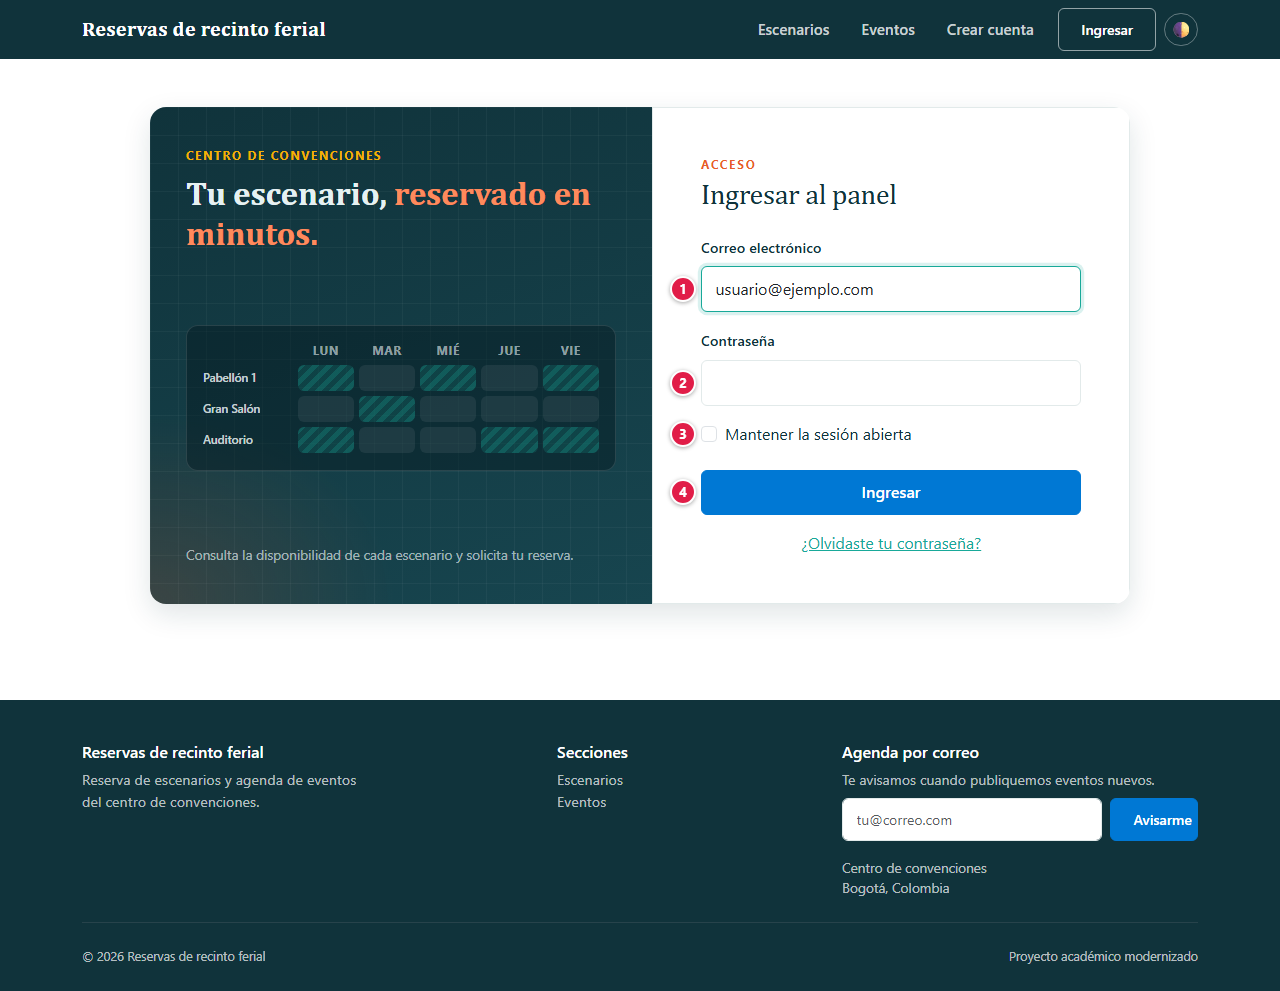 Reservas de recinto ferial
Escenarios
Eventos
Crear cuenta
Ingresar
CENTRO DE CONVENCIONES
Tu escenario, reservado en
minutos.
LUN MAR MIÉ JUE VIE
Pabellón 1
Gran Salón
Auditorio
Consulta la disponibilidad de cada escenario y solicita tu reserva.
ACCESO
Ingresar al panel
Correo electrónico
1 usuario@ejemplo.com
Contraseña
2
3 Mantener la sesión abierta
4 Ingresar
¿Olvidaste tu contraseña?
Reservas de recinto ferial
Reserva de escenarios y agenda de eventos
del centro de convenciones.
Secciones
Escenarios
Eventos
Agenda por correo
Te avisamos cuando publiquemos eventos nuevos.
tu@correo.com
Avisarme
Centro de convenciones
Bogotá, Colombia
© 2026 Reservas de recinto ferial
Proyecto académico modernizado